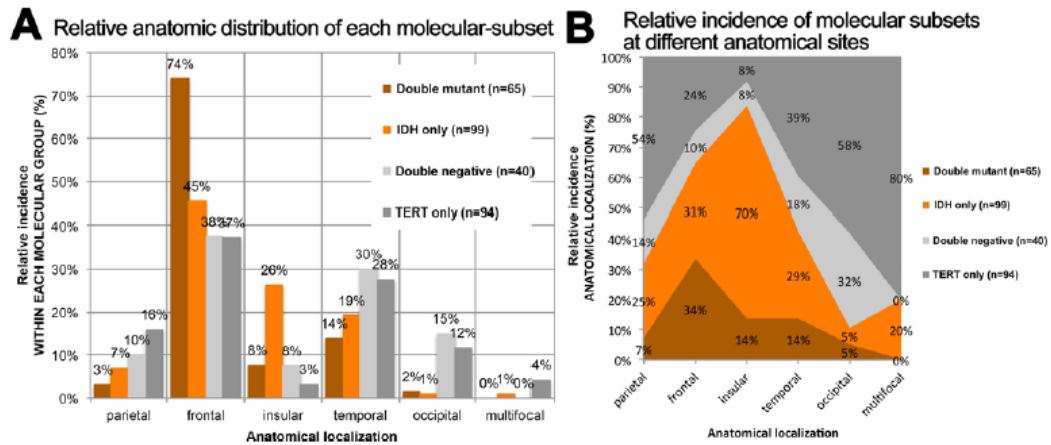 A Relative anatomic distribution of each molecular-subset
Relative incidence
WITHIN EACH MOLECULAR GROUP (%)
80%
70%
60%
50%
40%
30%
20%
10%
0%
74%
45%
38%
37%
3%
7%
10%
16%
8%
26%
8%
3%
14%
19%
30%
28%
2%
1%
15%
12%
0%
1%
0%
4%
Double mutant (n=65)
IDH only (n=99)
Double negative (n=40)
TERT only (n=94)
parietal frontal insular temporal occipital multifocal
Anatomical localization
B Relative incidence of molecular subsets
at different anatomical sites
Relative incidence
ANATOMICAL LOCALIZATION (%)
100%
90%
80%
70%
60%
50%
40%
30%
20%
10%
0%
54%
14%
25%
7%
24%
10%
31%
34%
8%
8%
70%
14%
39%
18%
29%
14%
58%
32%
5%
5%
80%
0%
20%
0%
parietal
frontal
insular
temporal
occipital
multifocal
Anatomical localization
Double mutant (n=65)
IDH only (n=99)
Double negative (n=40)
TERT only (n=94)